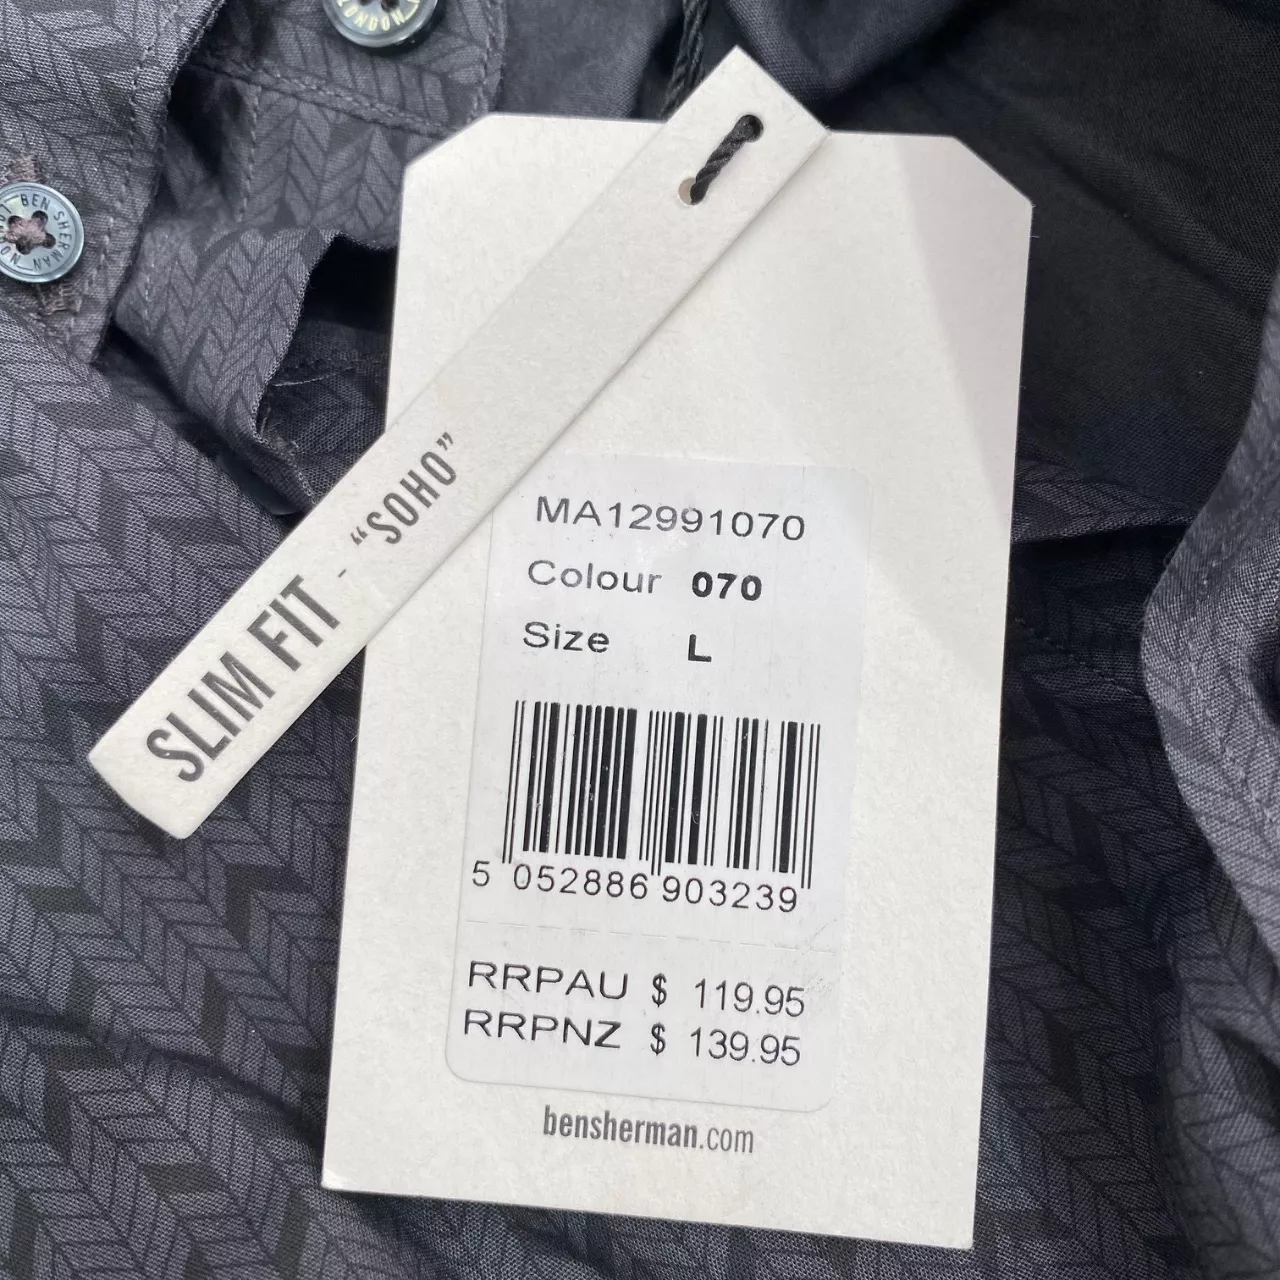 LONDON
BEN SHERMAN
SLIM FIT - “SOHO”
MA12991070
Colour 070
Size L
5 052886 903239
RRPAU $ 119.95
RRPNZ $ 139.95
bensherman.com